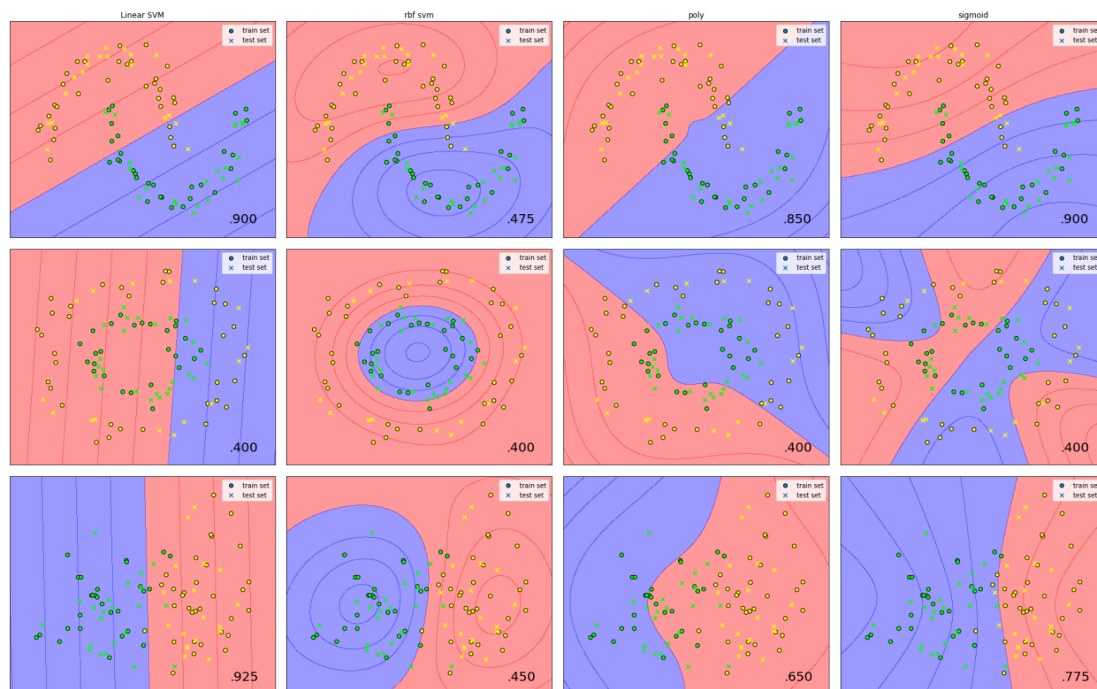 Linear SVM
rbf svm
poly
sigmoid
train set
test set
.900
train set
test set
.475
train set
test set
.850
train set
test set
.900
train set
test set
.400
train set
test set
.400
train set
test set
.400
train set
test set
.400
train set
test set
.925
train set
test set
.450
train set
test set
.650
train set
test set
.775